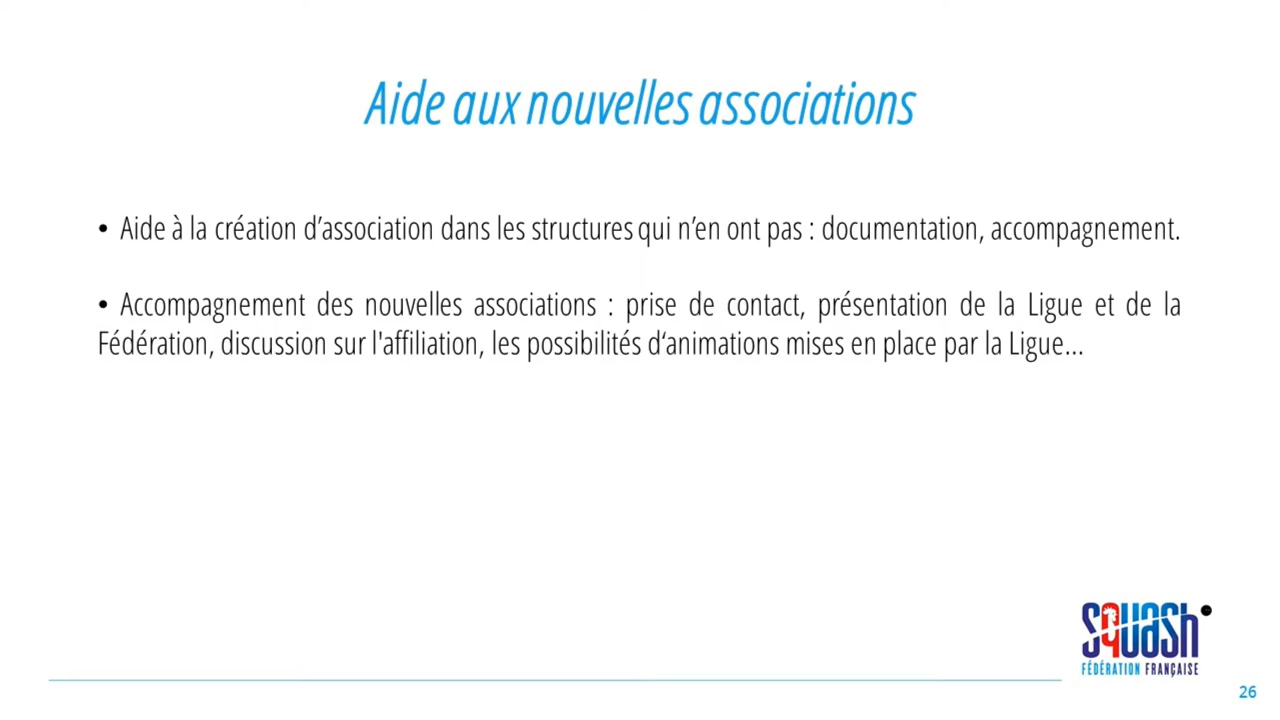 Aide aux nouvelles associations
• Aide à la création d’association dans les structures qui n’en ont pas : documentation, accompagnement.
• Accompagnement des nouvelles associations : prise de contact, présentation de la Ligue et de la
Fédération, discussion sur l'affiliation, les possibilités d‘animations mises en place par la Ligue…
squash
FÉDÉRATION FRANÇAISE
26